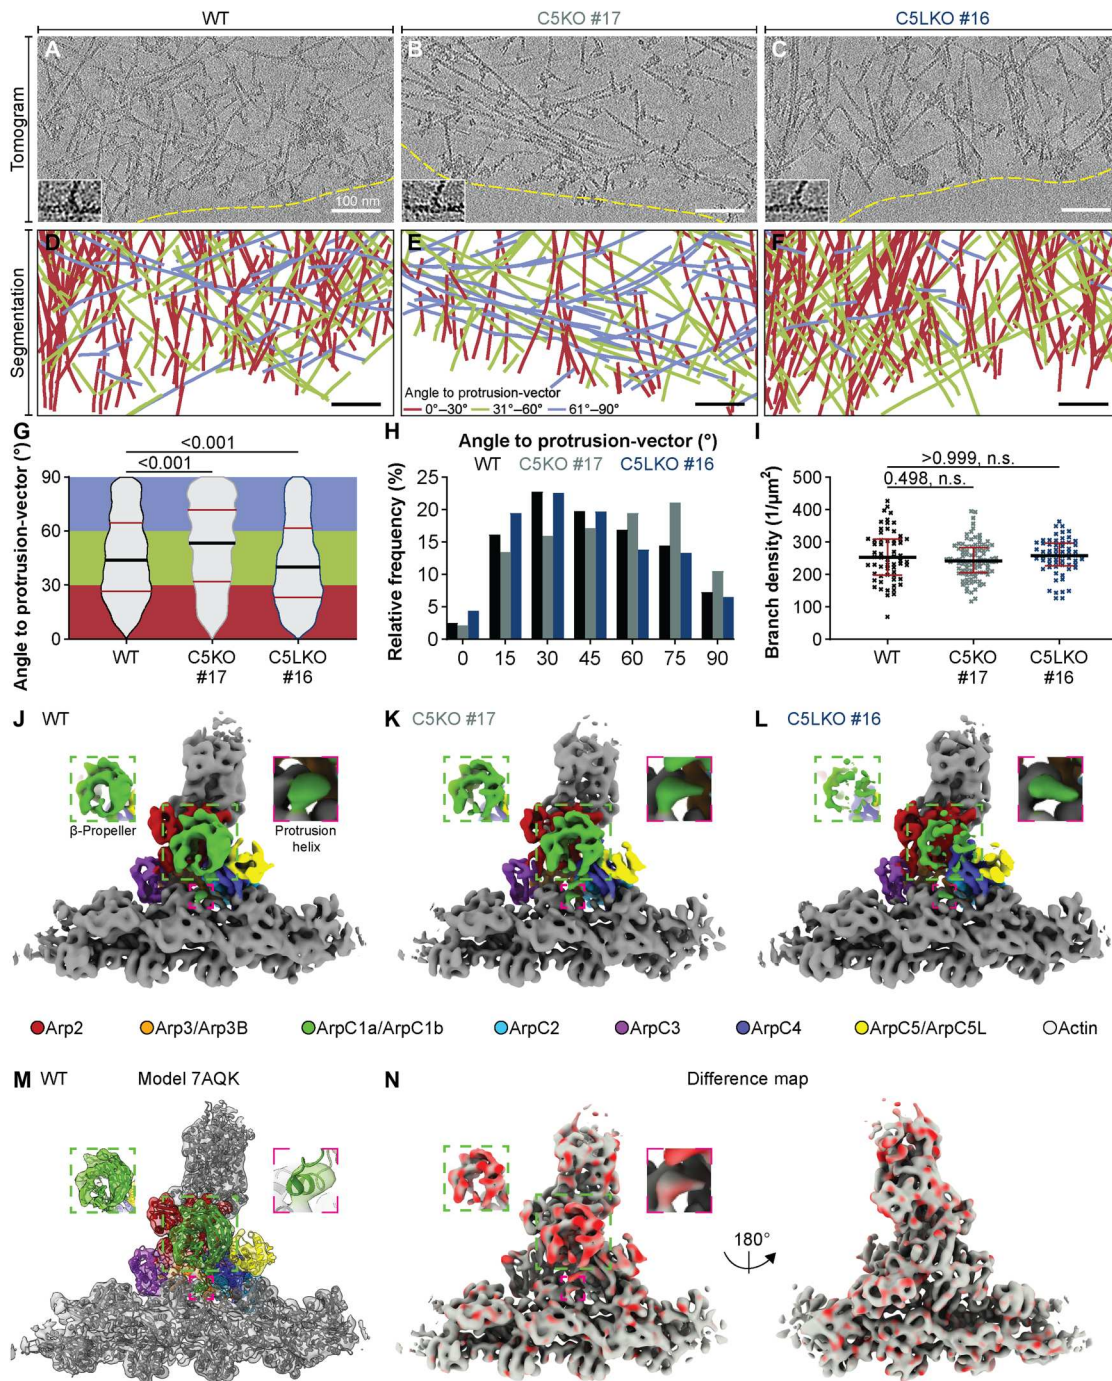 WT C5KO #17 C5LKO #16
Tomogram
A B C
100 nm
Segmentation
D E F
Angle to protrusion-vector
0°–30° 31°–60° 61°–90°
G
Angle to protrusion-vector (°)
<0.001
<0.001
90
60
30
0
WT C5KO #17 C5LKO #16
H
Angle to protrusion-vector (°)
WT C5KO #17 C5LKO #16
Relative frequency (%)
25
20
15
10
5
0
0 15 30 45 60 75 90
I
Branch density (1/μm²)
>0.999, n.s.
0.498, n.s.
500
400
300
200
100
0
WT C5KO #17 C5LKO #16
J WT
β-Propeller
Protrusion
helix
K C5KO #17
L C5LKO #16
Arp2 Arp3/Arp3B ArpC1a/ArpC1b ArpC2 ArpC3 ArpC4 ArpC5/ArpC5L Actin
M WT Model 7AQK
N Difference map
180°